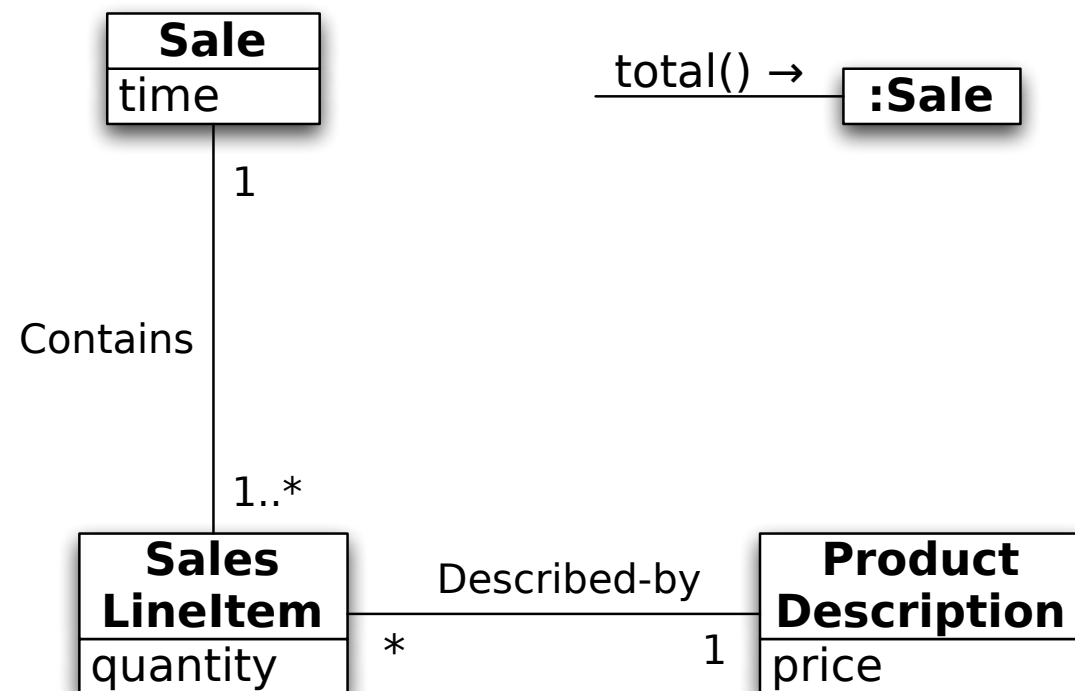 Sale
time
total() →
:Sale
1
Contains
1..*
Sales
LineItem
quantity
Described-by
*
1
Product
Description
price